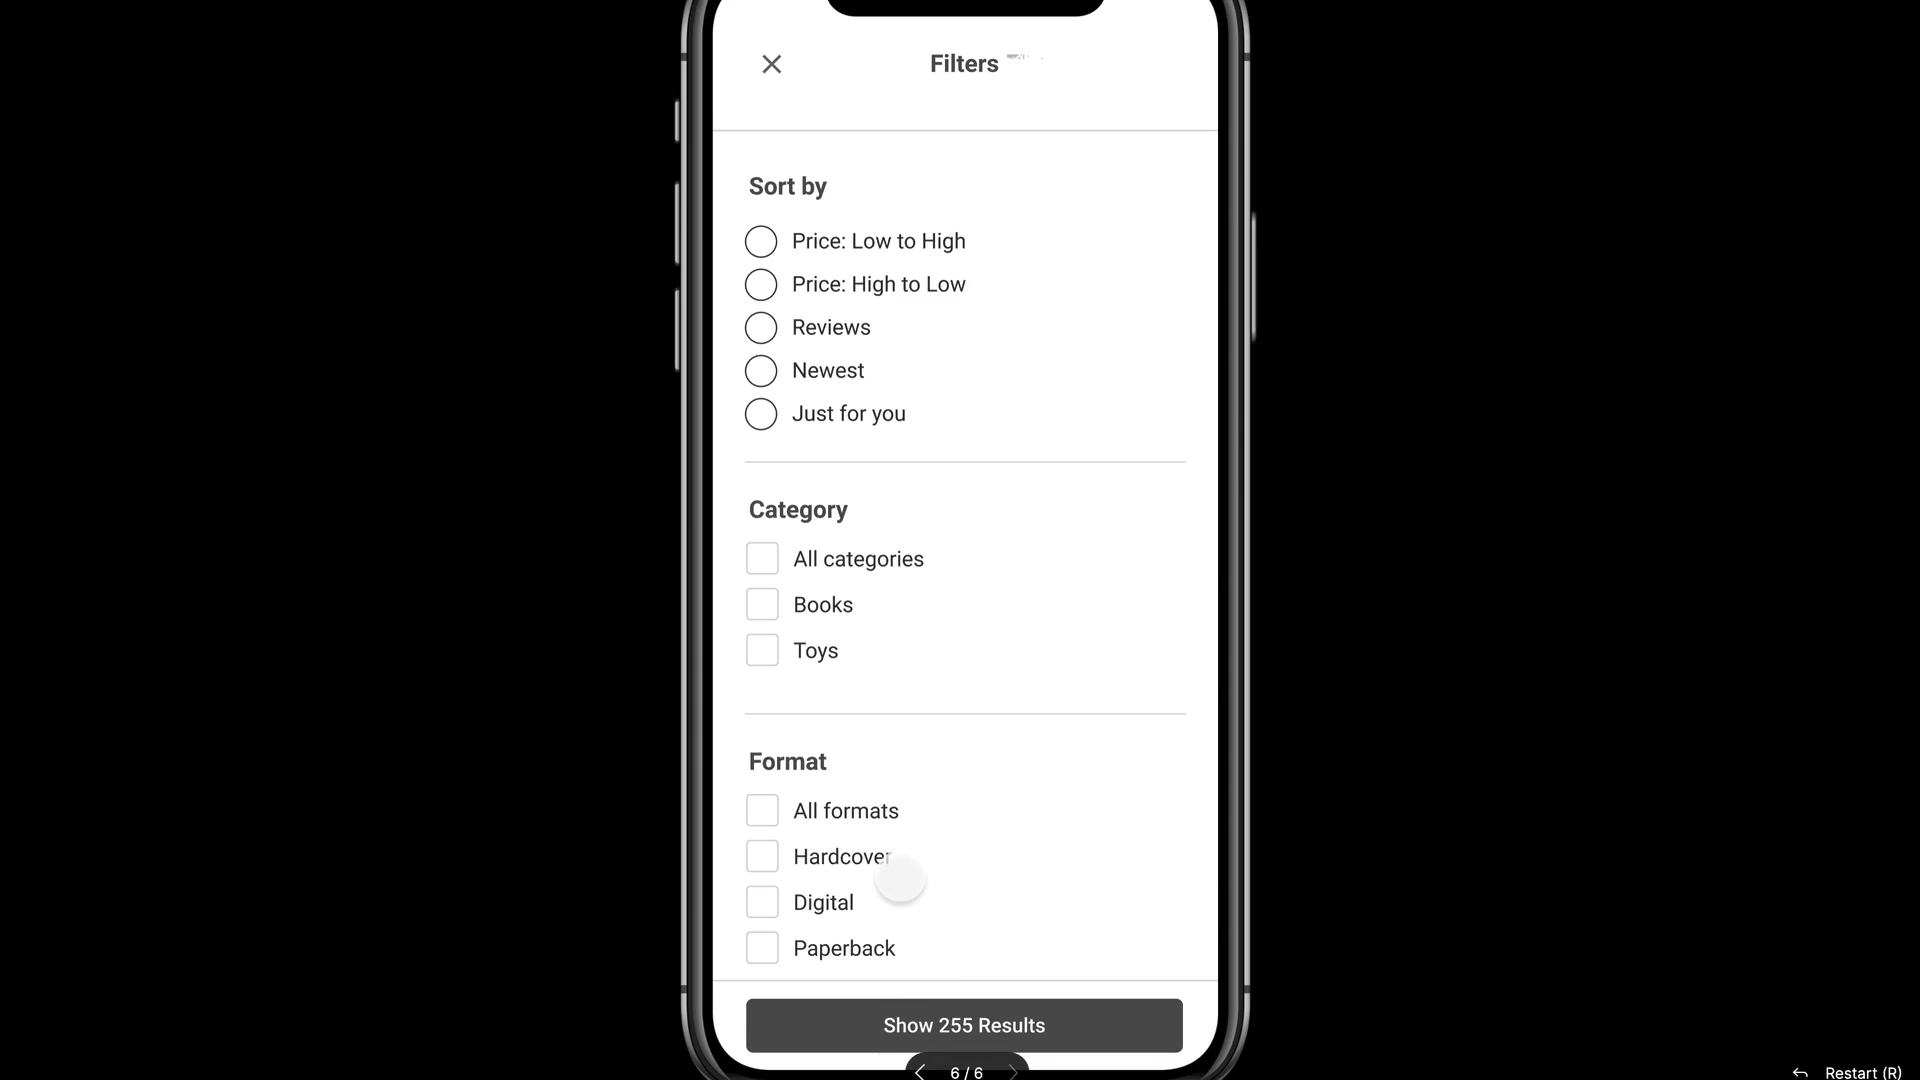 Filters
Sort by
Price: Low to High
Price: High to Low
Reviews
Newest
Just for you
Category
All categories
Books
Toys
Format
All formats
Hardcover
Digital
Paperback
Show 255 Results
6 / 6
Restart (R)